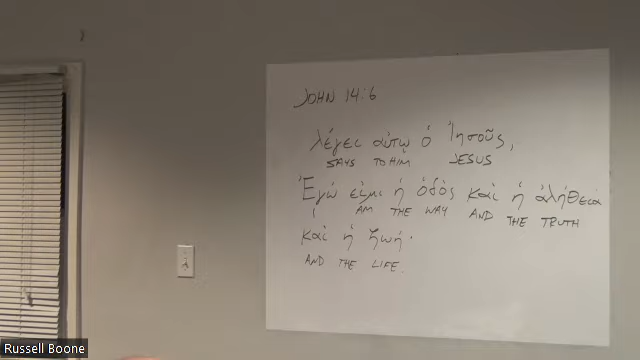 JOHN 14:6
λέγει αὐτῷ ὁ Ἰησοῦς,
SAYS TO HIM JESUS
Ἐγώ εἰμι ἡ ὁδὸς καὶ ἡ ἀλήθεια
I AM THE WAY AND THE TRUTH
καὶ ἡ ζωή·
AND THE LIFE.
Russell Boone